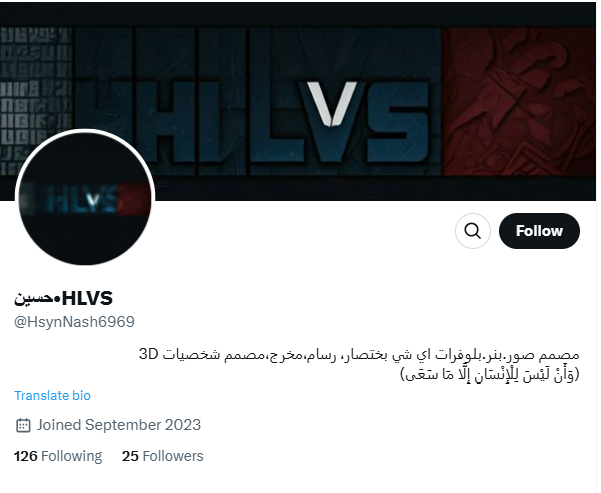 HLVS
HLVS
Follow
حسين•HLVS
@HsynNash6969
مصمم صور.بنر.بلوفرات اي شي بختصار، رسام،مخرج،مصمم شخصيات 3D
(وَأَنْ لَيْسَ لِلْإِنْسَانِ إِلَّا مَا سَعَى)
Translate bio
Joined September 2023
126 Following 25 Followers